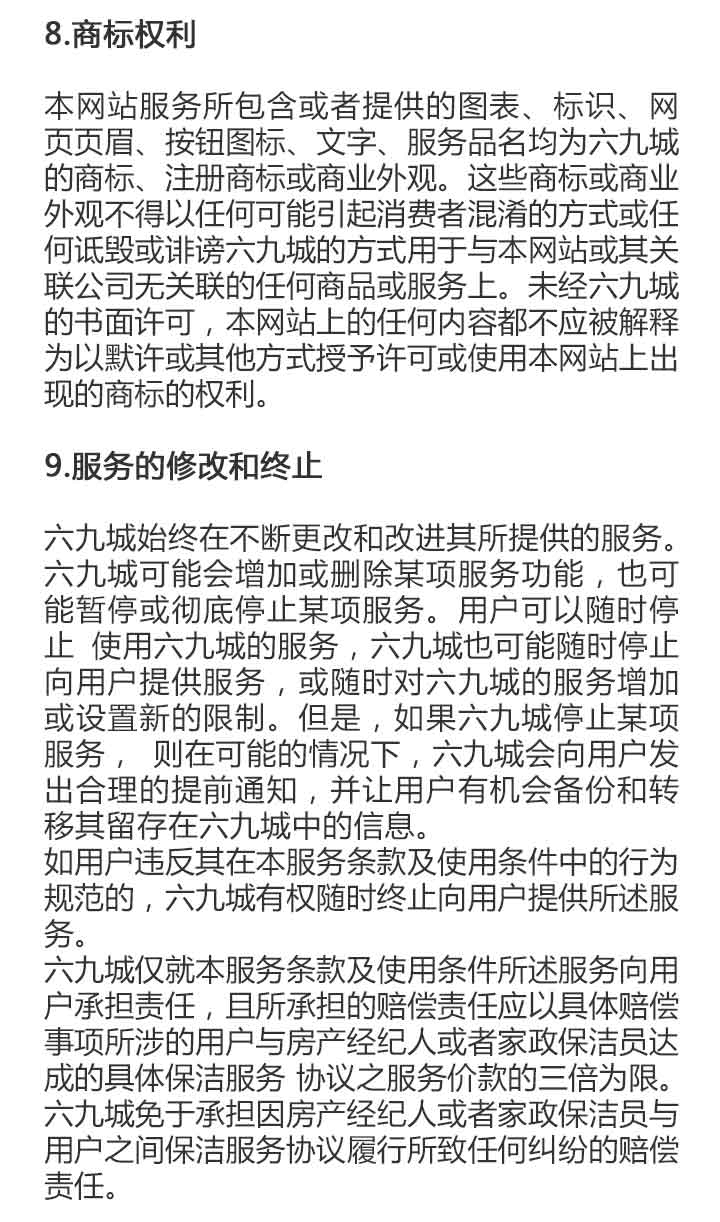 8.商标权利
本网站服务所包含或者提供的图表、标识、网
页页眉、按钮图标、文字、服务品名均为六九城
的商标、注册商标或商业外观。这些商标或商业
外观不得以任何可能引起消费者混淆的方式或任
何诋毁或诽谤六九城的方式用于与本网站或其关
联公司无关联的任何商品或服务上。未经六九城
的书面许可，本网站上的任何内容都不应被解释
为以默许或其他方式授予许可或使用本网站上出
现的商标的权利。
9.服务的修改和终止
六九城始终在不断更改和改进其所提供的服务。
六九城可能会增加或删除某项服务功能，也可
能暂停或彻底停止某项服务。用户可以随时停
止 使用六九城的服务，六九城也可能随时停止
向用户提供服务，或随时对六九城的服务增加
或设置新的限制。但是，如果六九城停止某项
服务， 则在可能的情况下，六九城会向用户发
出合理的提前通知，并让用户有机会备份和转
移其留存在六九城中的信息。
如用户违反其在本服务条款及使用条件中的行为
规范的，六九城有权随时终止向用户提供所述服
务。
六九城仅就本服务条款及使用条件所述服务向用
户承担责任，且所承担的赔偿责任应以具体赔偿
事项所涉的用户与房产经纪人或者家政保洁员达
成的具体保洁服务 协议之服务价款的三倍为限。
六九城免于承担因房产经纪人或者家政保洁员与
用户之间保洁服务协议履行所致任何纠纷的赔偿
责任。